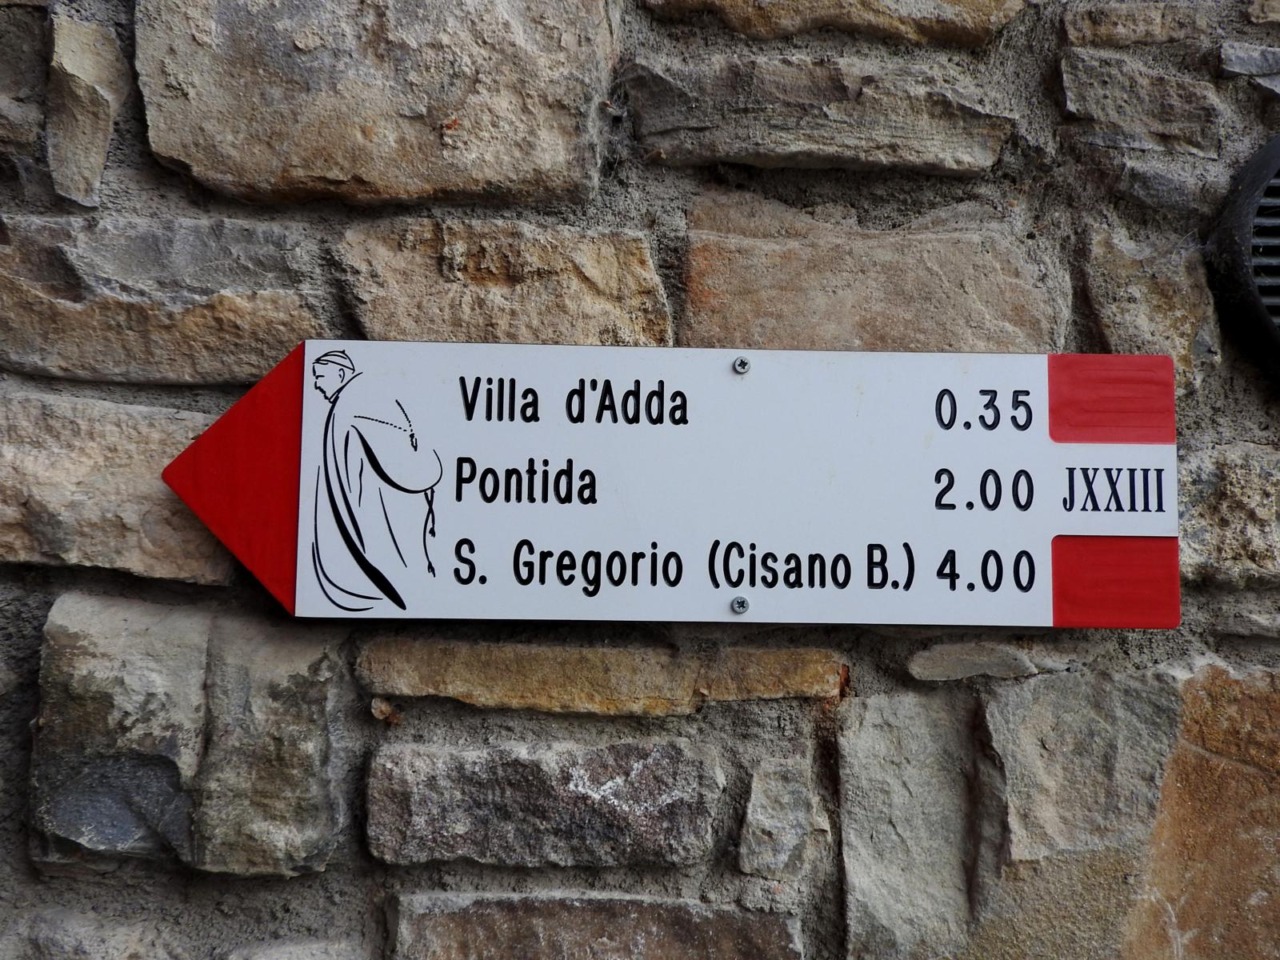 Villa d'Adda 0.35
Pontida 2.00
JXXIII
S. Gregorio (Cisano B.) 4.00